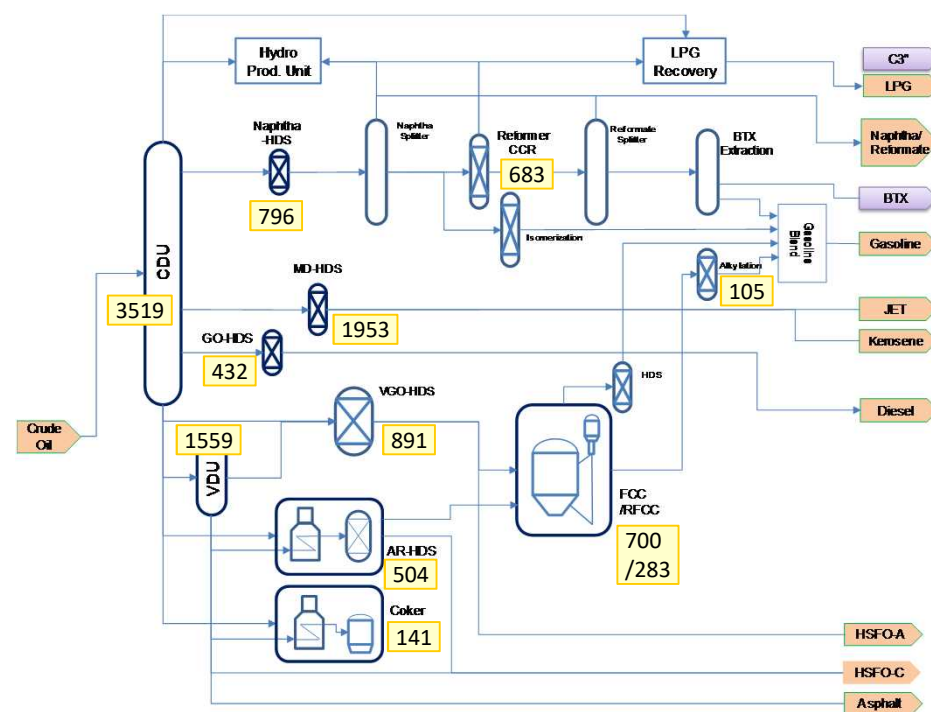 Hydro
Prod. Unit
LPG
Recovery
C3"
LPG
Naphtha
-HDS
796
Naphtha
Splitter
Reformer
CCR
683
Reformate
Splitter
BTX
Extraction
Naphtha/
Reformate
BTX
Isomerization
Gasoline
Blend
Gasoline
CDU
3519
MD-HDS
1953
Alkylation
105
JET
Kerosene
GO-HDS
432
HDS
Diesel
Crude
Oil
1559
VDU
VGO-HDS
891
FCC
/RFCC
700
/283
AR-HDS
504
Coker
141
HSFO-A
HSFO-C
Asphalt